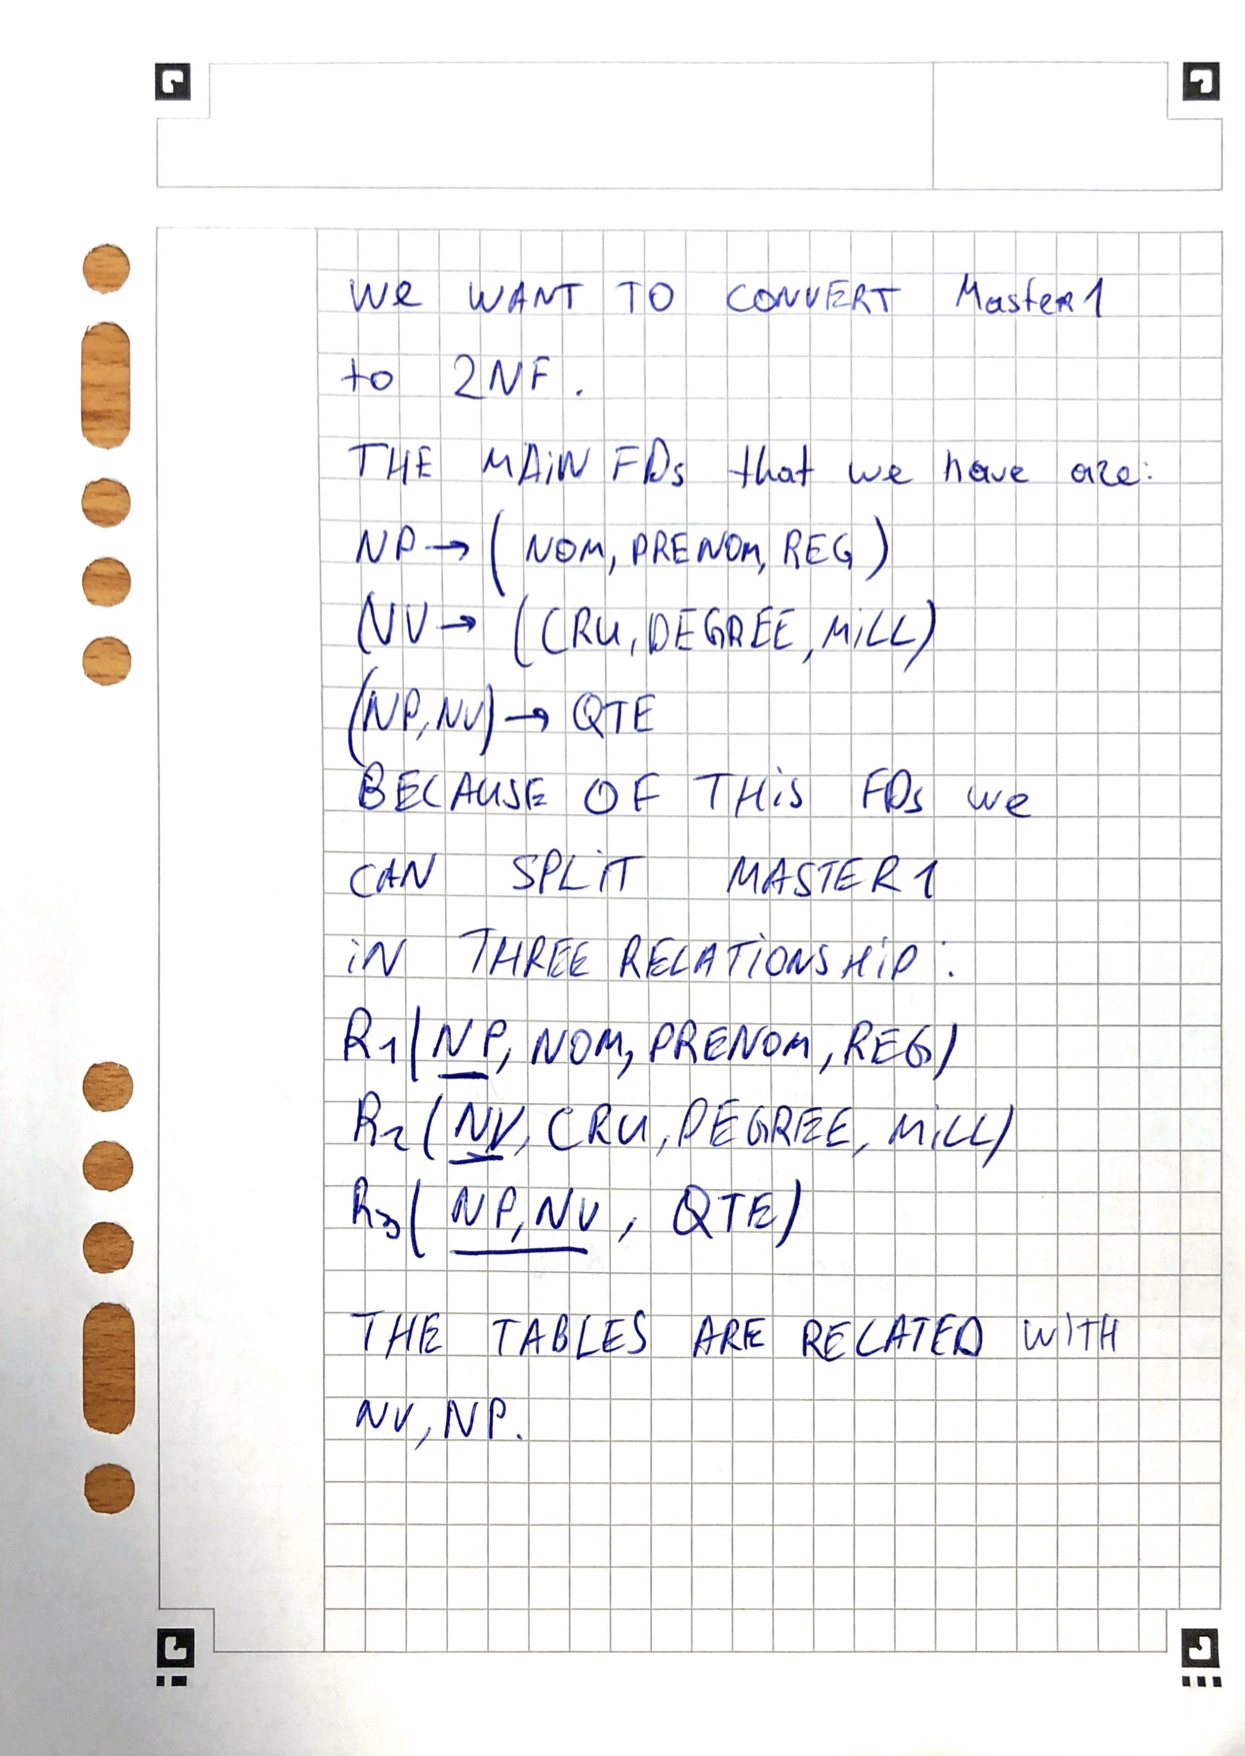 We WANT TO CONVERT Master1
to 2NF.
THE MAiN FDs that we have are:
NP → (NOM, PRENOM, REG)
NV → (CRU, DEGREE, MiLL)
(NP, NV) → QTE
BECAUSE OF THiS FDs we
CAN SPLiT MASTER1
iN THREE RELATiONSHiP:
R1(NP, NOM, PRENOM, REG)
R2(NV, CRU, DEGREE, MiLL)
R3(NP, NV, QTE)
THE TABLES ARE RELATED WITH
NV, NP.